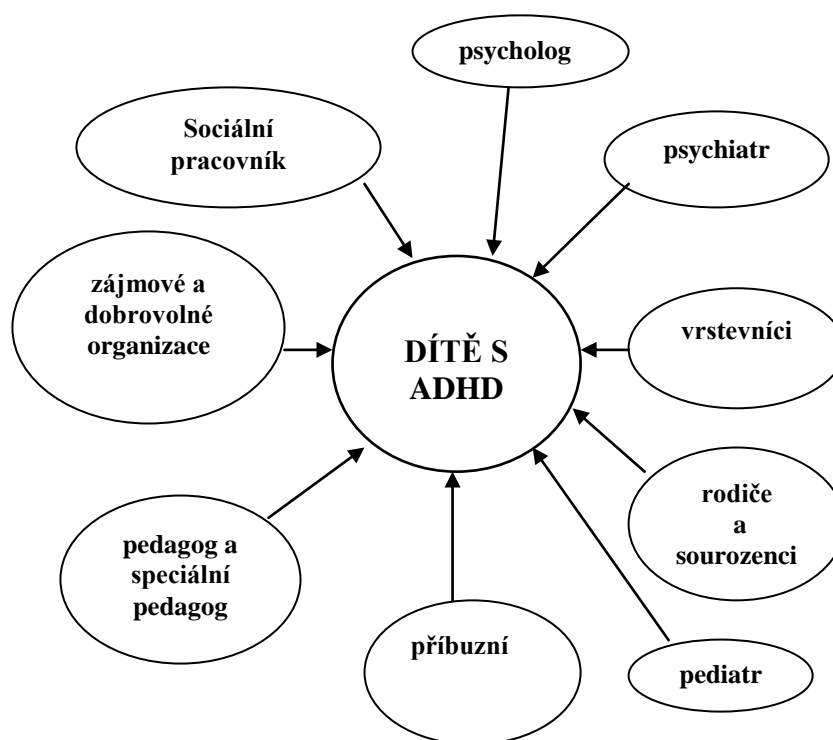 psycholog
Sociální
pracovník
psychiatr
zájmové a
dobrovolné
organizace
DÍTĚ S
ADHD
vrstevníci
rodiče
a
sourozenci
pedagog a
speciální
pedagog
příbuzní
pediatr